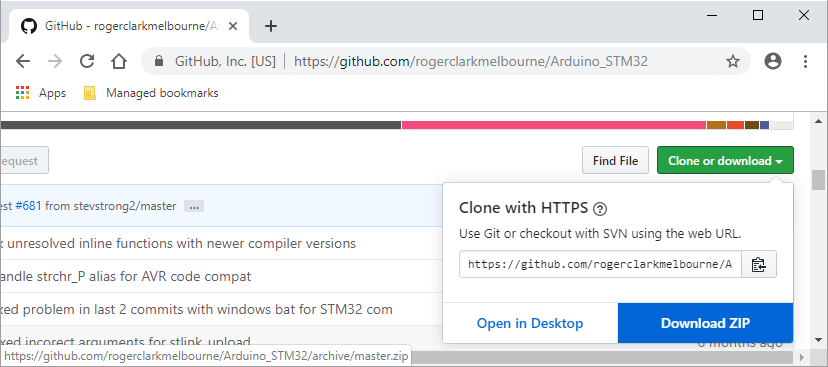 GitHub - rogerclarkmelbourne/A
GitHub, Inc. [US] https://github.com/rogerclarkmelbourne/Arduino_STM32
Apps Managed bookmarks
equest Find File Clone or download
est #681 from stevstrong2/master ...
x unresolved inline functions with newer compiler versions
andle strchr_P alias for AVR code compat
xed problem in last 2 commits with windows bat for STM32 com
xed incorect arguments for stlink_upload
Clone with HTTPS
Use Git or checkout with SVN using the web URL.
https://github.com/rogerclarkmelbourne/A
Open in Desktop Download ZIP
6 months ago
https://github.com/rogerclarkmelbourne/Arduino_STM32/archive/master.zip